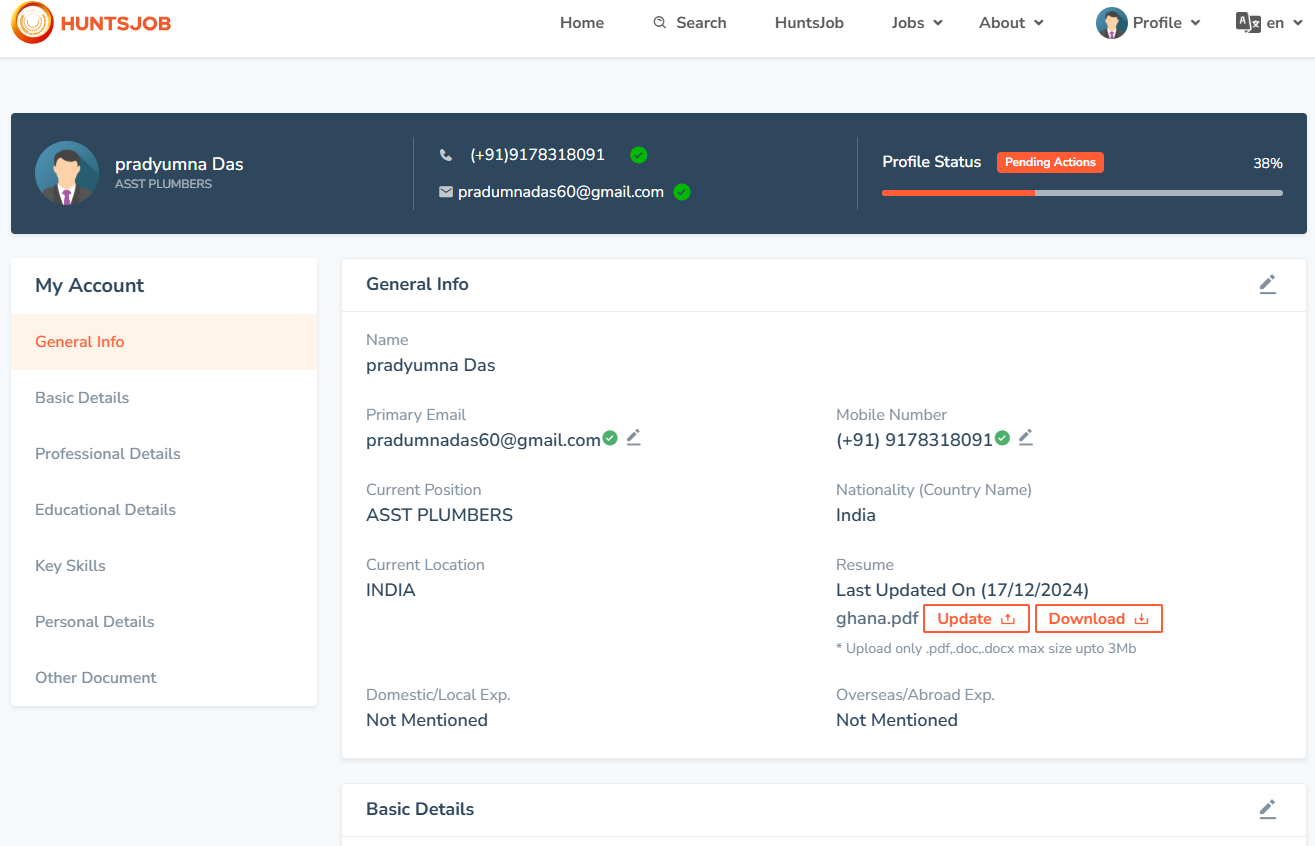 HUNTSJOB
Home
Search
HuntsJob
Jobs
About
Profile
en
pradyumna Das
ASST PLUMBERS
(+91)9178318091
pradumnadas60@gmail.com
Profile Status
Pending Actions
38%
My Account
General Info
Basic Details
Professional Details
Educational Details
Key Skills
Personal Details
Other Document
General Info
Name
pradyumna Das
Primary Email
pradumnadas60@gmail.com
Mobile Number
(+91) 9178318091
Current Position
ASST PLUMBERS
Nationality (Country Name)
India
Current Location
INDIA
Resume
Last Updated On (17/12/2024)
ghana.pdf Update Download
* Upload only .pdf,.doc,.docx max size upto 3Mb
Domestic/Local Exp.
Not Mentioned
Overseas/Abroad Exp.
Not Mentioned
Basic Details